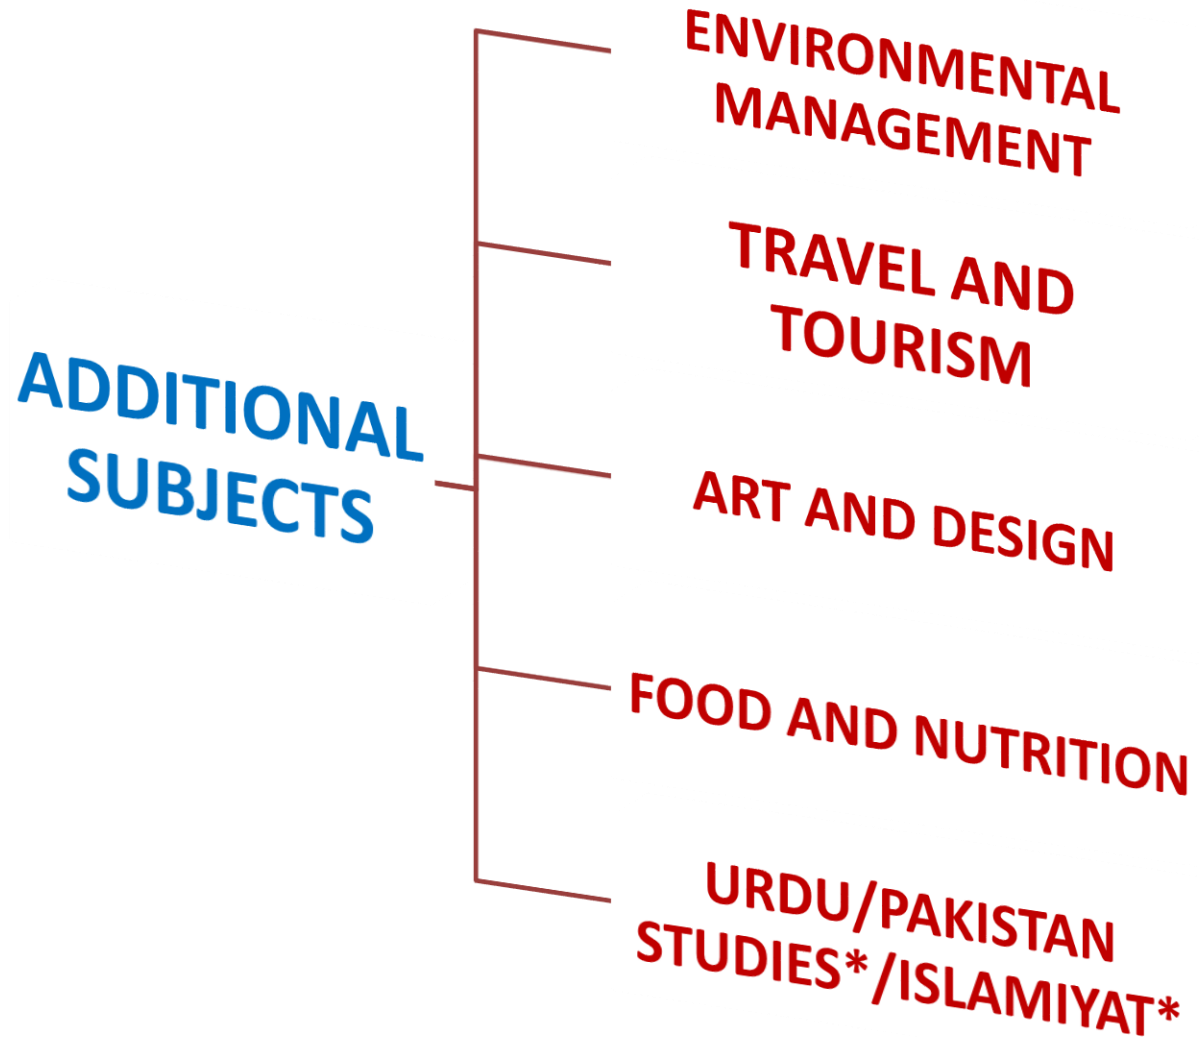 ADDITIONAL
SUBJECTS
ENVIRONMENTAL
MANAGEMENT
TRAVEL AND
TOURISM
ART AND DESIGN
FOOD AND NUTRITION
URDU/PAKISTAN
STUDIES*/ISLAMIYAT*